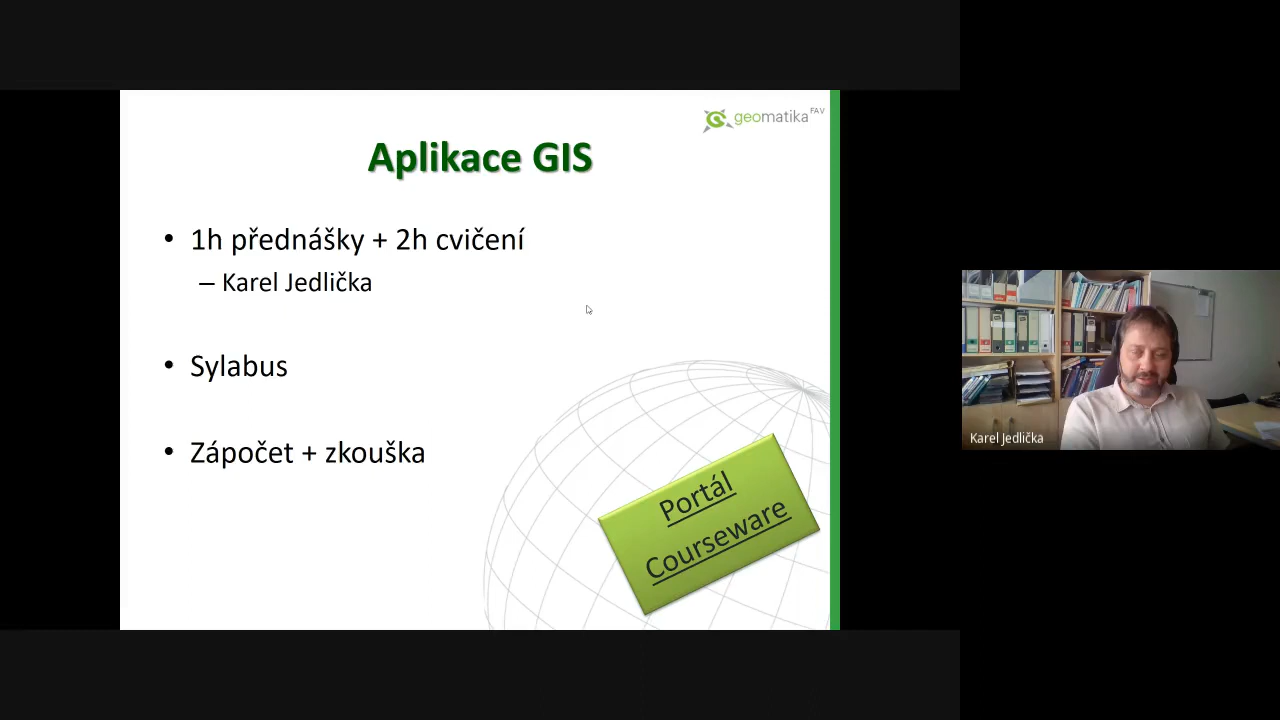 geomatika FAV
Aplikace GIS
• 1h přednášky + 2h cvičení
– Karel Jedlička
• Sylabus
• Zápočet + zkouška
Portál
Courseware
Karel Jedlička